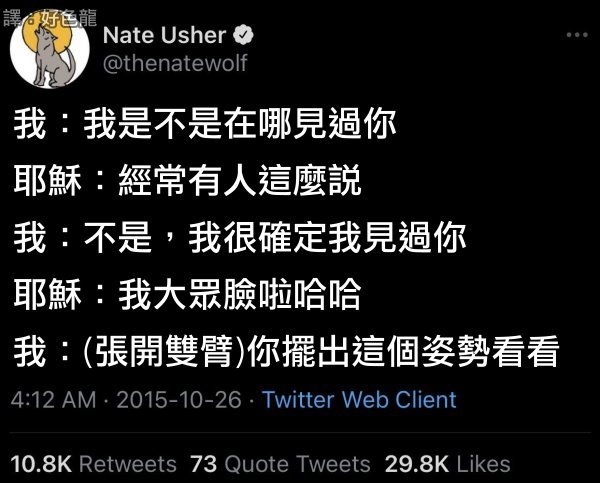 譯：好色龍
Nate Usher
@thenatewolf
我：我是不是在哪見過你
耶穌：經常有人這麼説
我：不是，我很確定我見過你
耶穌：我大眾臉啦哈哈
我：(張開雙臂)你擺出這個姿勢看看
4:12 AM · 2015-10-26 · Twitter Web Client
10.8K Retweets 73 Quote Tweets 29.8K Likes